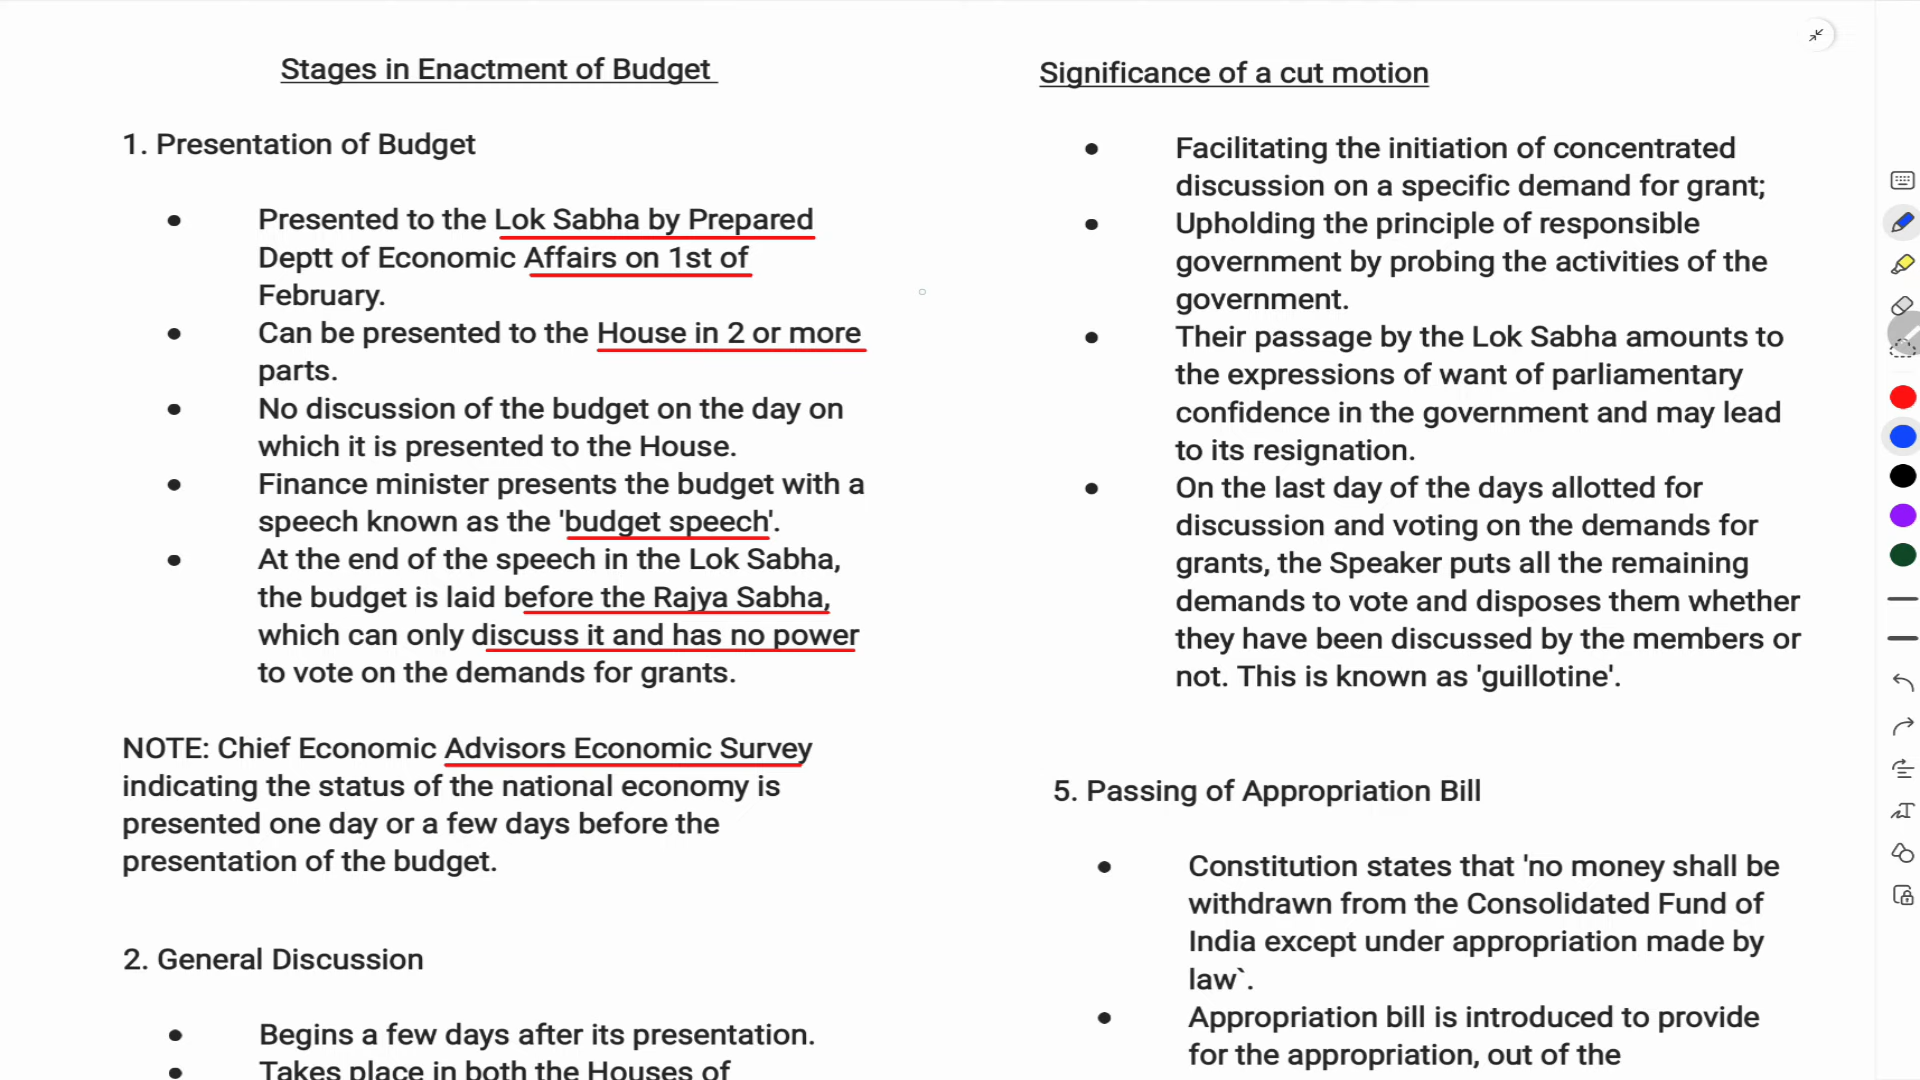 Stages in Enactment of Budget
1. Presentation of Budget
• Presented to the Lok Sabha by Prepared
Deptt of Economic Affairs on 1st of
February.
• Can be presented to the House in 2 or more
parts.
• No discussion of the budget on the day on
which it is presented to the House.
• Finance minister presents the budget with a
speech known as the 'budget speech'.
• At the end of the speech in the Lok Sabha,
the budget is laid before the Rajya Sabha,
which can only discuss it and has no power
to vote on the demands for grants.
NOTE: Chief Economic Advisors Economic Survey
indicating the status of the national economy is
presented one day or a few days before the
presentation of the budget.
2. General Discussion
• Begins a few days after its presentation.
• Takes place in both the Houses of
Significance of a cut motion
• Facilitating the initiation of concentrated
discussion on a specific demand for grant;
• Upholding the principle of responsible
government by probing the activities of the
government.
• Their passage by the Lok Sabha amounts to
the expressions of want of parliamentary
confidence in the government and may lead
to its resignation.
• On the last day of the days allotted for
discussion and voting on the demands for
grants, the Speaker puts all the remaining
demands to vote and disposes them whether
they have been discussed by the members or
not. This is known as 'guillotine'.
5. Passing of Appropriation Bill
• Constitution states that 'no money shall be
withdrawn from the Consolidated Fund of
India except under appropriation made by
law`.
• Appropriation bill is introduced to provide
for the appropriation, out of the